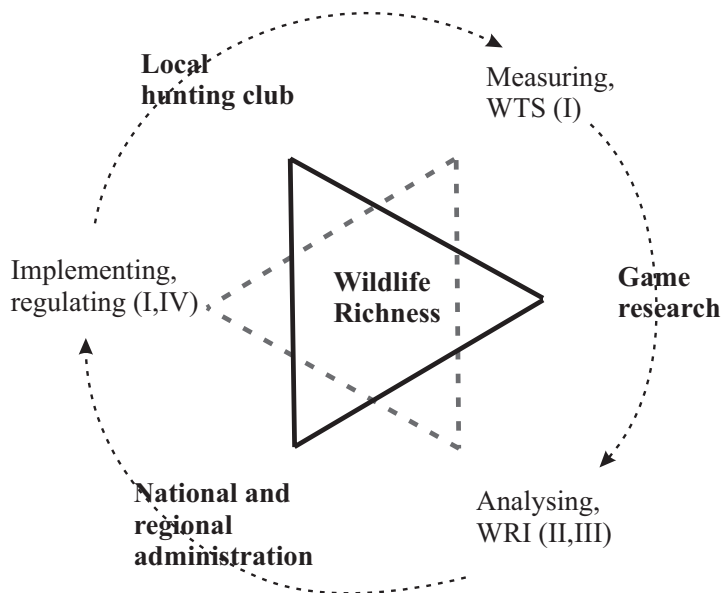 Local
hunting club
Measuring,
WTS (I)
Implementing,
regulating (I,IV)
Wildlife
Richness
Game
research
National and
regional
administration
Analysing,
WRI (II,III)